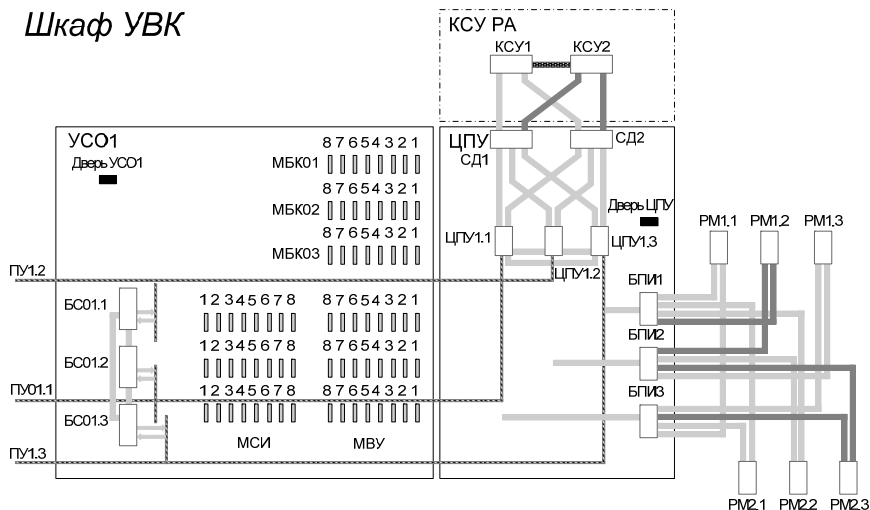 Шкаф УВК
КСУ РА
КСУ1 КСУ2
УСО1
Дверь УСО1
8 7 6 5 4 3 2 1
МБК01
8 7 6 5 4 3 2 1
МБК02
8 7 6 5 4 3 2 1
МБК03
ЦПУ
СД1
СД2
Дверь ЦПУ
ЦПУ1.1
ЦПУ1.3
ЦПУ1.2
РМ1.1 РМ1.2 РМ1.3
ПУ1.2
БПИ1
БС01.1
1 2 3 4 5 6 7 8
8 7 6 5 4 3 2 1
БПИ2
1 2 3 4 5 6 7 8
8 7 6 5 4 3 2 1
БС01.2
ПУ01.1
1 2 3 4 5 6 7 8
8 7 6 5 4 3 2 1
БПИ3
БС01.3
МСИ
МВУ
ПУ1.3
РМ2.1 РМ2.2 РМ2.3